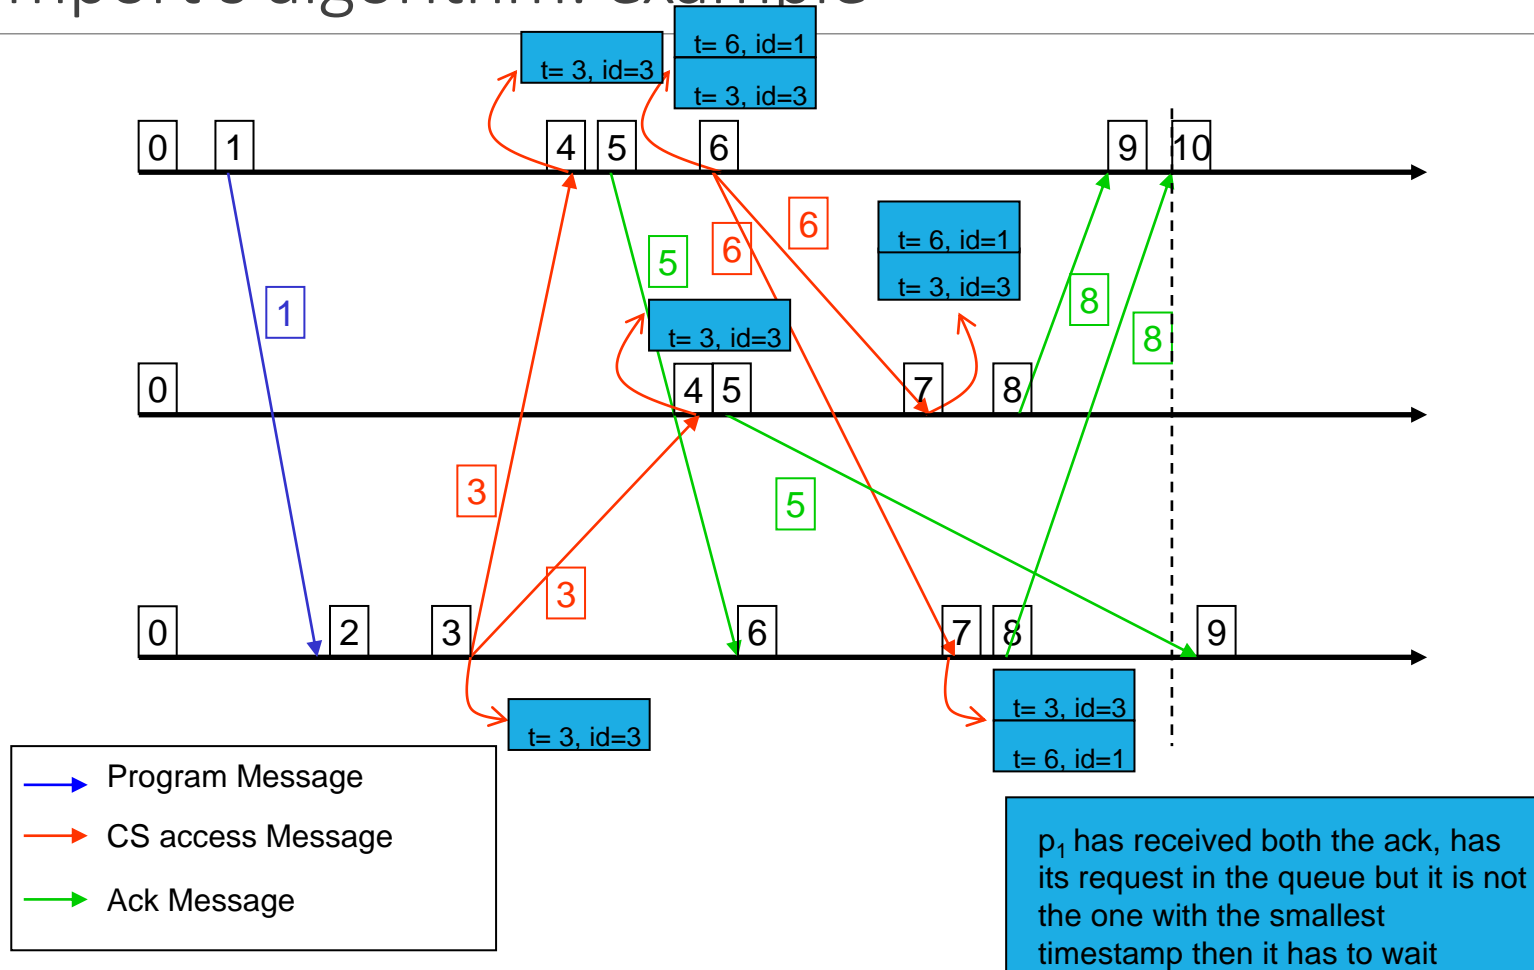 mport's algorithm: example
t= 3, id=3
t= 6, id=1
t= 3, id=3
0 1 4 5 6 9 10
6
6
5
t= 6, id=1
t= 3, id=3
1
8
8
t= 3, id=3
0 4 5 7 8
3
5
3
0 2 3 6 7 8 9
t= 3, id=3
t= 3, id=3
t= 6, id=1
Program Message
CS access Message
Ack Message
p1 has received both the ack, has
its request in the queue but it is not
the one with the smallest
timestamp then it has to wait